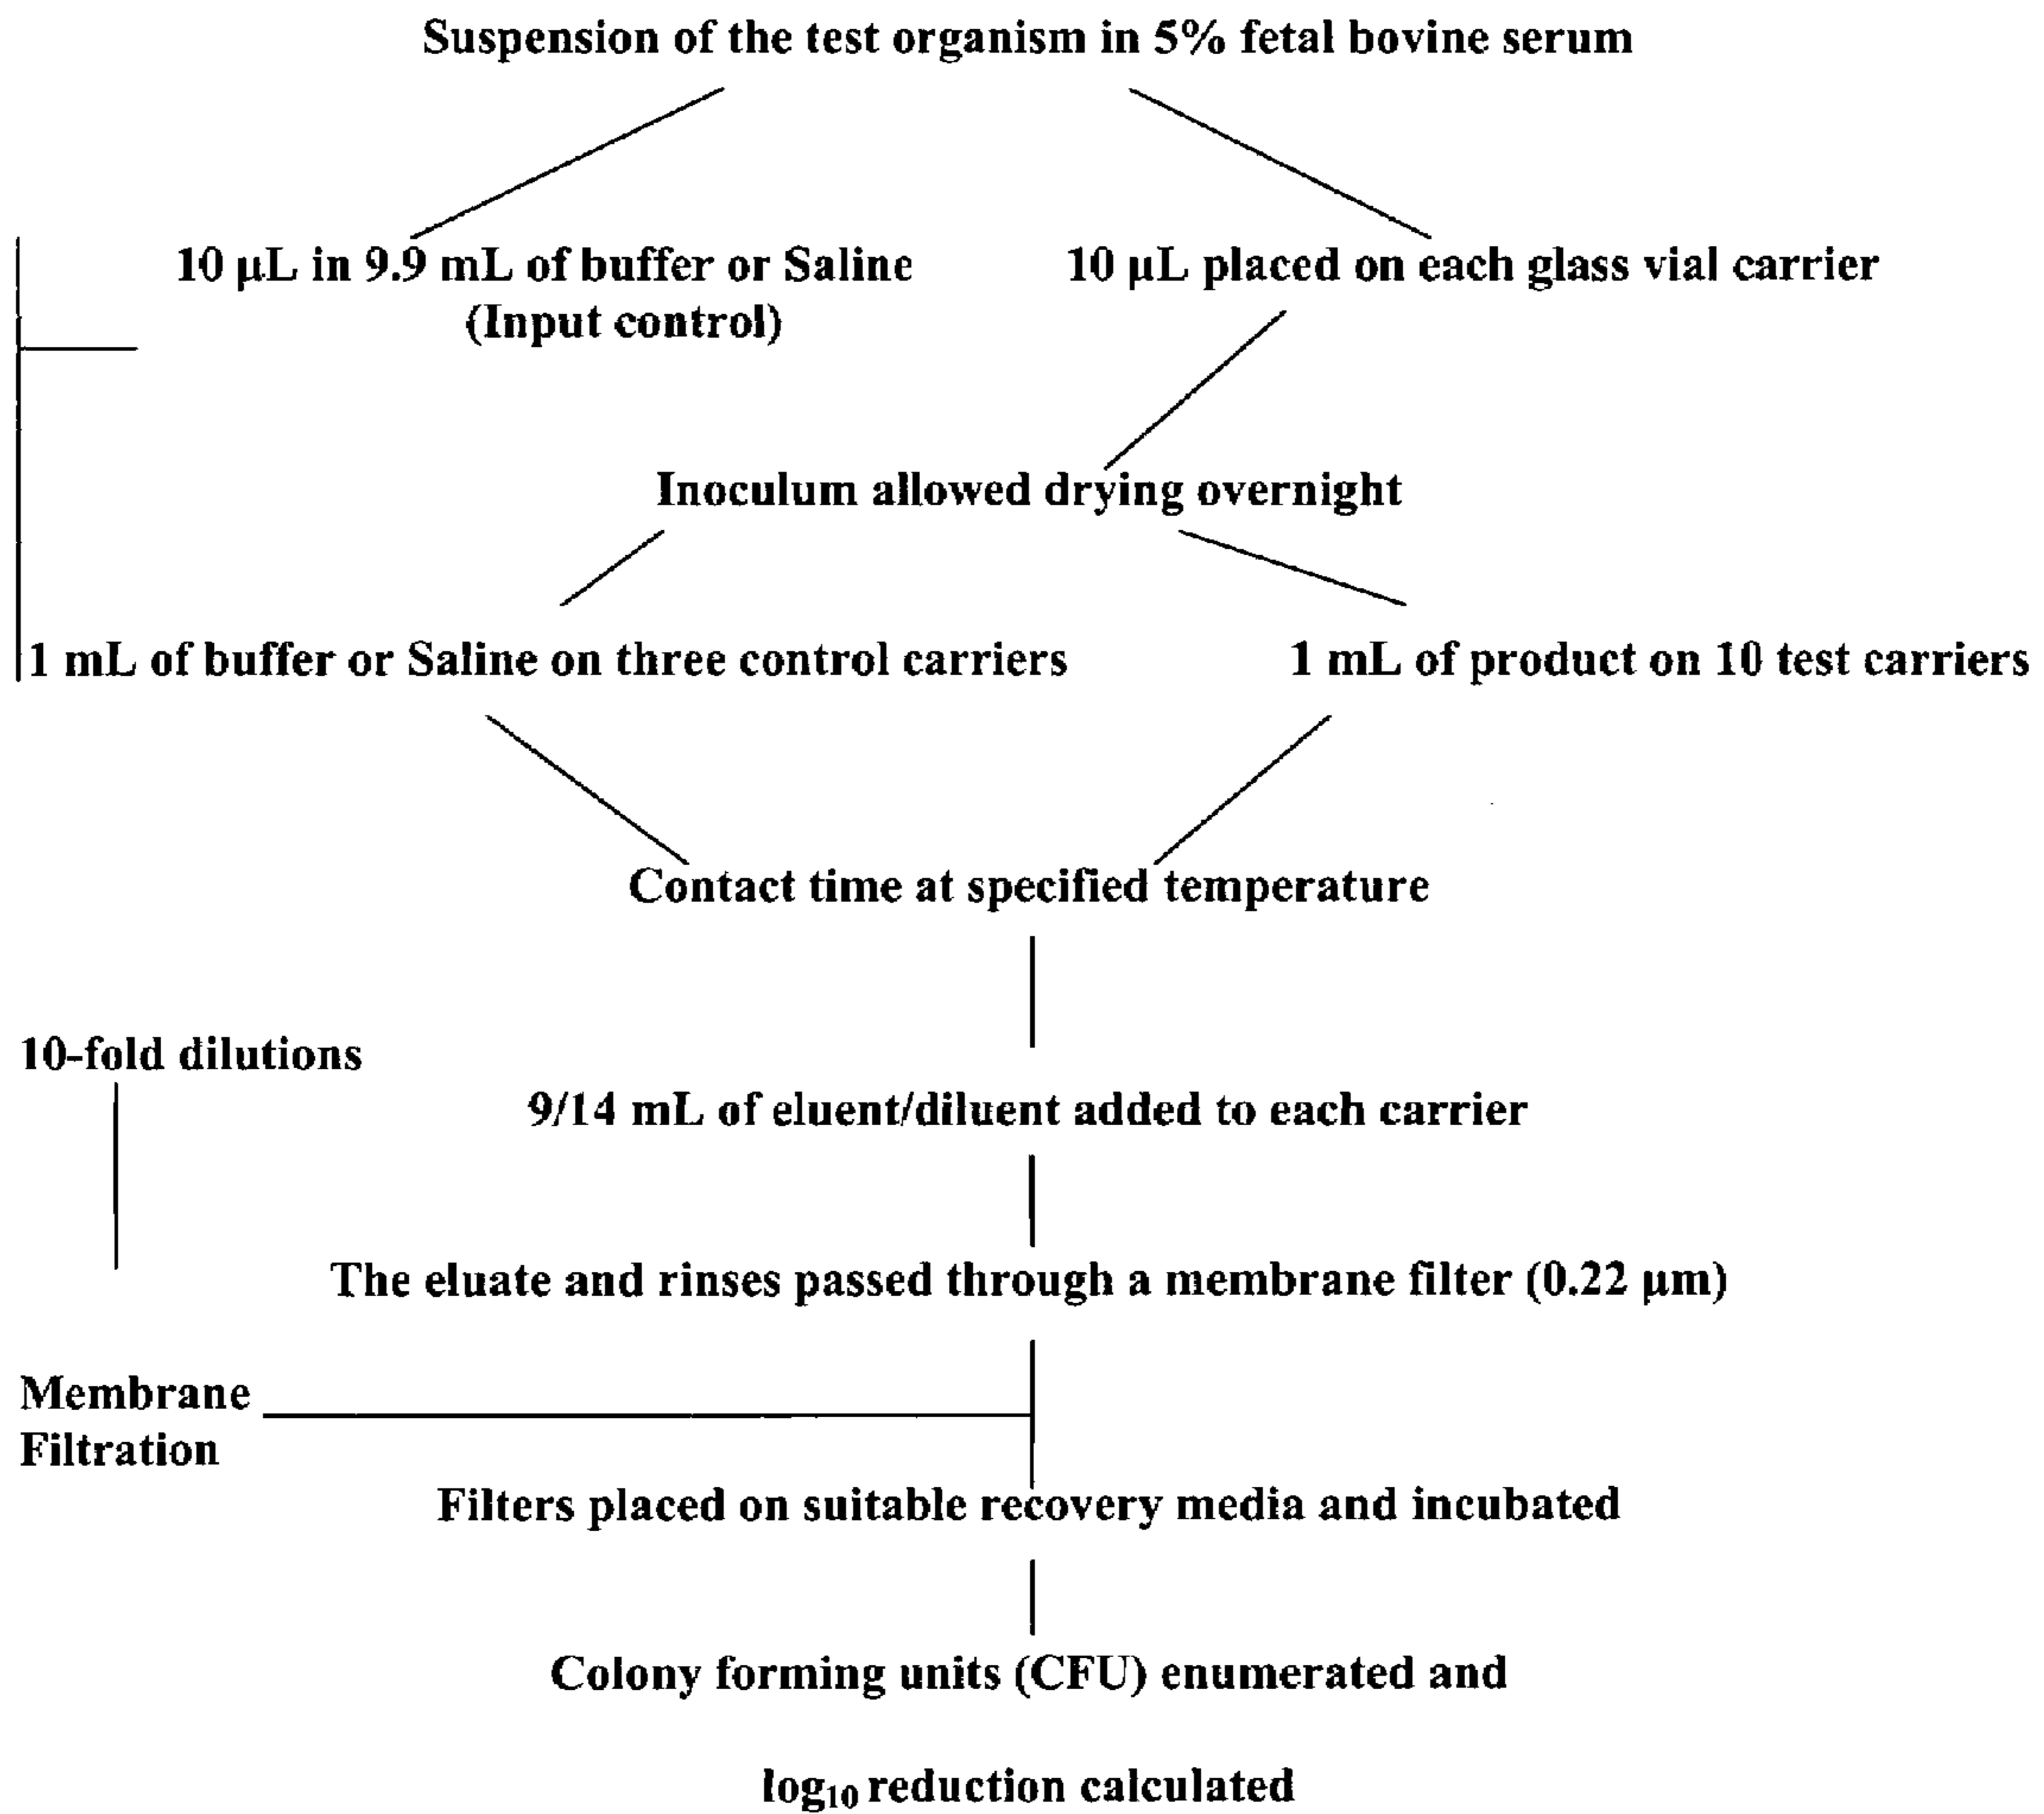 Suspension of the test organism in 5% fetal bovine serum
10 µL in 9.9 mL of buffer or Saline
(Input control)
10 µL placed on each glass vial carrier
Inoculum allowed drying overnight
1 mL of buffer or Saline on three control carriers
1 mL of product on 10 test carriers
Contact time at specified temperature
10-fold dilutions
9/14 mL of eluent/diluent added to each carrier
The eluate and rinses passed through a membrane filter (0.22 µm)
Membrane
Filtration
Filters placed on suitable recovery media and incubated
Colony forming units (CFU) enumerated and
log₁₀ reduction calculated